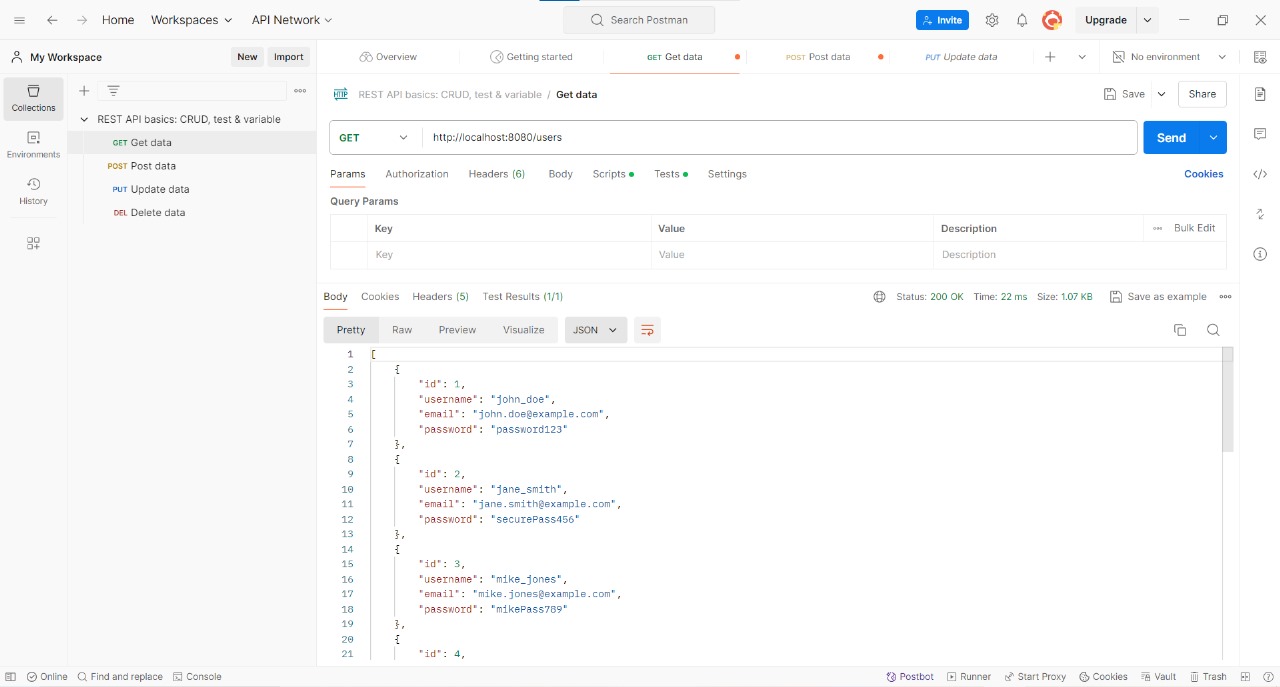 Home Workspaces API Network Search Postman Invite Upgrade
My Workspace New Import Overview Getting started GET Get data POST Post data PUT Update data No environment
Collections
Environments
History
REST API basics: CRUD, test & variable
GET Get data
POST Post data
PUT Update data
DEL Delete data
HTTP REST API basics: CRUD, test & variable / Get data Save Share
GET http://localhost:8080/users Send
Params Authorization Headers (6) Body Scripts Tests Settings Cookies
Query Params
Key Value Description Bulk Edit
Key Value Description
Body Cookies Headers (5) Test Results (1/1) Status: 200 OK Time: 22 ms Size: 1.07 KB Save as example
Pretty Raw Preview Visualize JSON
1 [
2 {
3 "id": 1,
4 "username": "john_doe",
5 "email": "john.doe@example.com",
6 "password": "password123"
7 },
8 {
9 "id": 2,
10 "username": "jane_smith",
11 "email": "jane.smith@example.com",
12 "password": "securePass456"
13 },
14 {
15 "id": 3,
16 "username": "mike_jones",
17 "email": "mike.jones@example.com",
18 "password": "mikePass789"
19 },
20 {
21 "id": 4,
Online Find and replace Console Postbot Runner Start Proxy Cookies Vault Trash